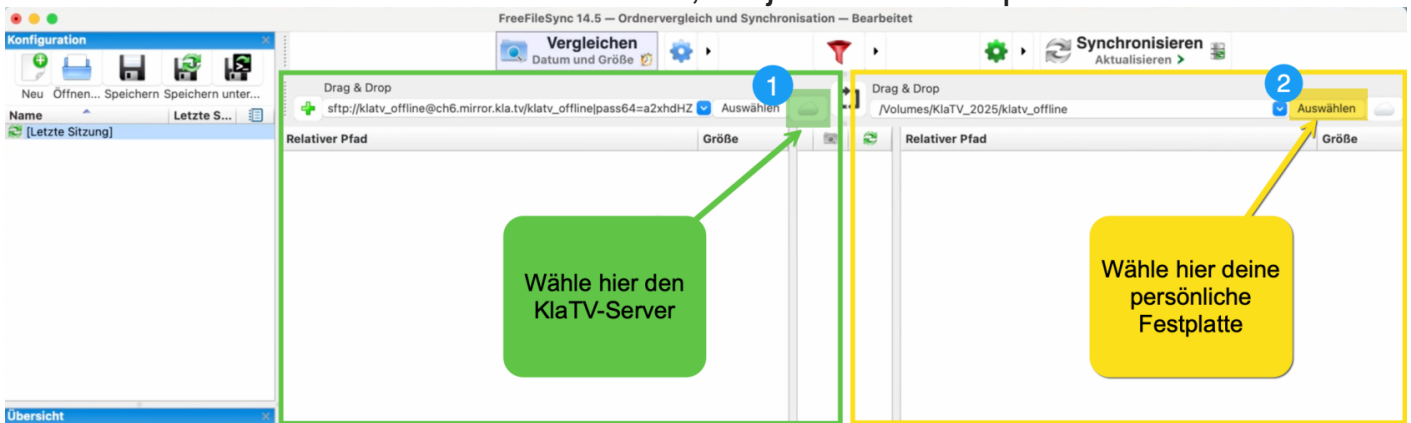 FreeFileSync 14.5 — Ordnervergleich und Synchronisation — Bearbeitet
Konfiguration
Neu Öffnen... Speichern Speichern unter...
Name Letzte S...
[Letzte Sitzung]
Übersicht
Vergleichen
Datum und Größe
Synchronisieren
Aktualisieren >
1
Drag & Drop
sftp://klatv_offline@ch6.mirror.kla.tv/klatv_offline|pass64=a2xhdHZ Auswählen
Relativer Pfad Größe
Wähle hier den
KlaTV-Server
2
Drag & Drop
/Volumes/KlaTV_2025/klatv_offline Auswählen
Relativer Pfad Größe
Wähle hier deine
persönliche
Festplatte